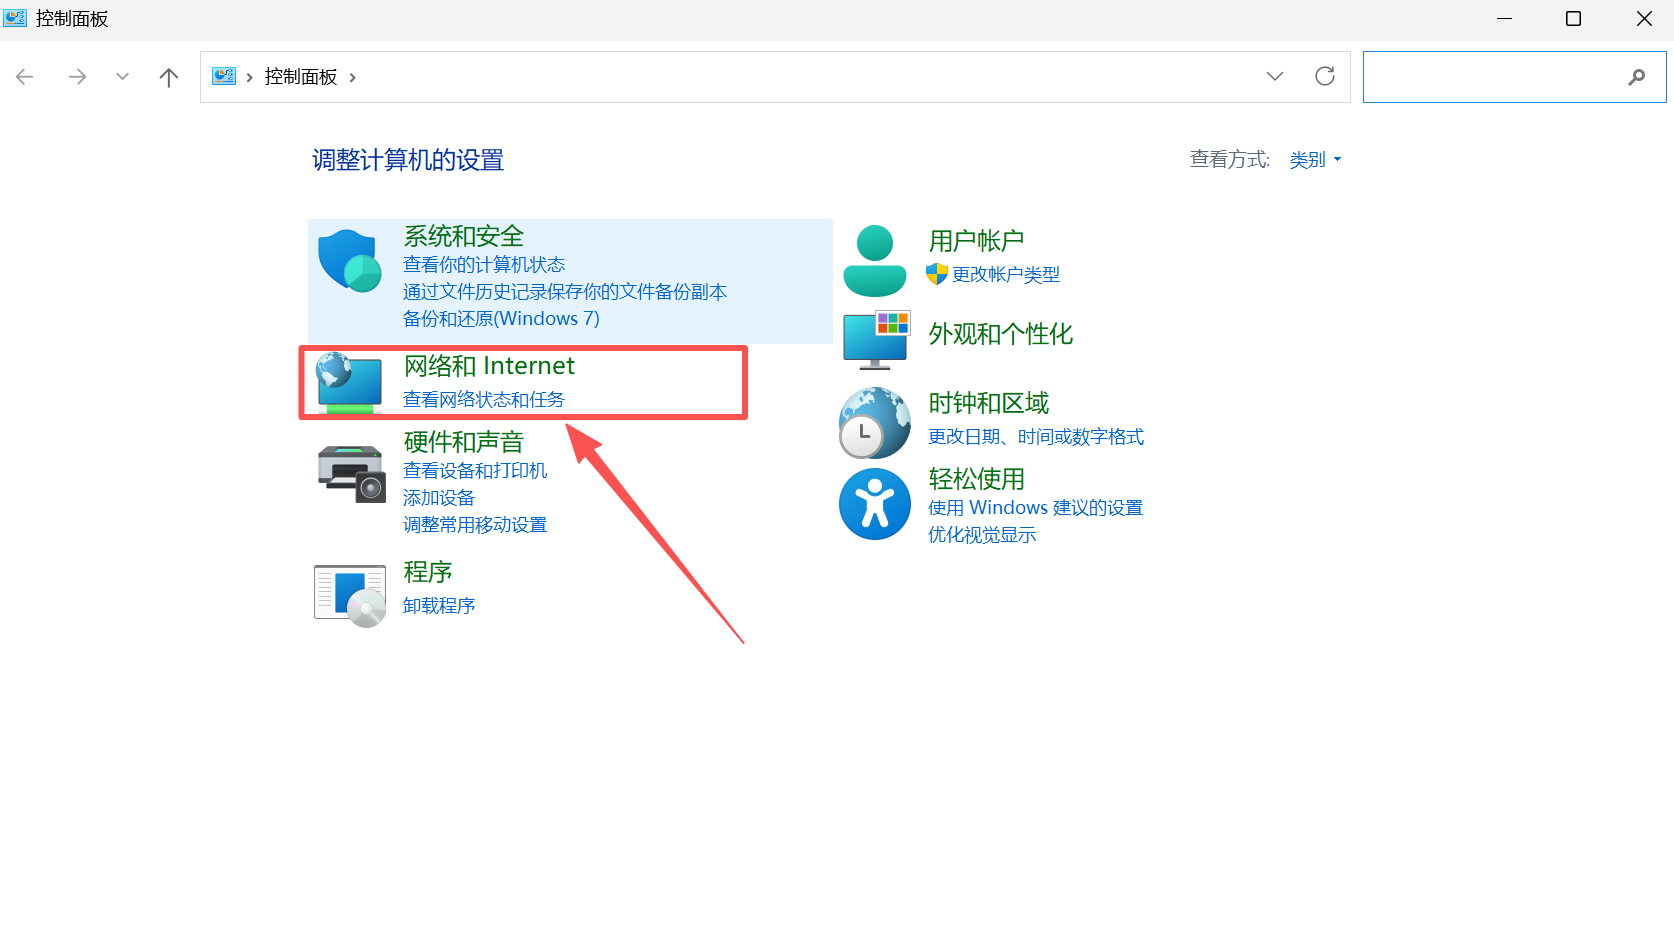 控制面板
控制面板
调整计算机的设置
查看方式: 类别
系统和安全
查看你的计算机状态
通过文件历史记录保存你的文件备份副本
备份和还原(Windows 7)
网络和 Internet
查看网络状态和任务
硬件和声音
查看设备和打印机
添加设备
调整常用移动设置
程序
卸载程序
用户帐户
更改帐户类型
外观和个性化
时钟和区域
更改日期、时间或数字格式
轻松使用
使用 Windows 建议的设置
优化视觉显示